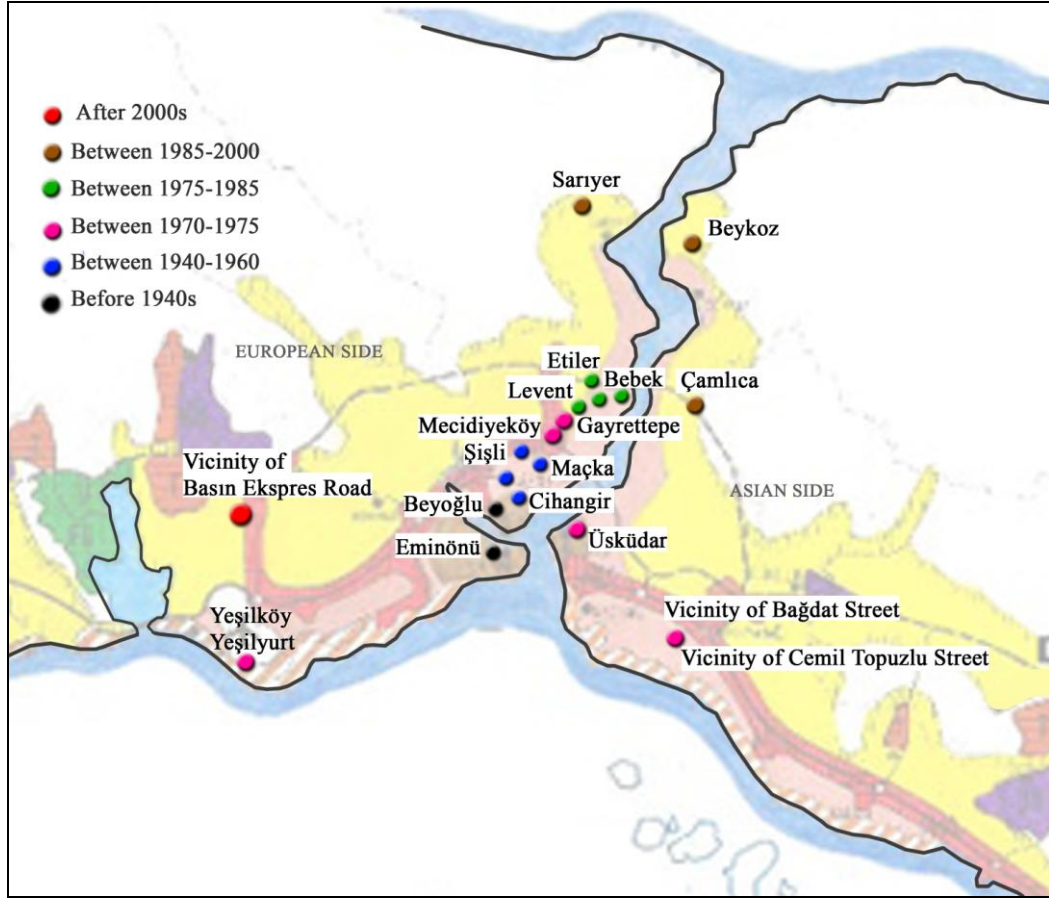 After 2000s
Between 1985-2000
Between 1975-1985
Between 1970-1975
Between 1940-1960
Before 1940s
Sarıyer
Beykoz
EUROPEAN SIDE
Etiler
Bebek
Levent
Çamlıca
Mecidiyeköy
Gayrettepe
Şişli
Maçka
Vicinity of
Basın Ekspres Road
ASIAN SIDE
Beyoğlu
Cihangir
Eminönü
Üsküdar
Yeşilköy
Yeşilyurt
Vicinity of Bağdat Street
Vicinity of Cemil Topuzlu Street